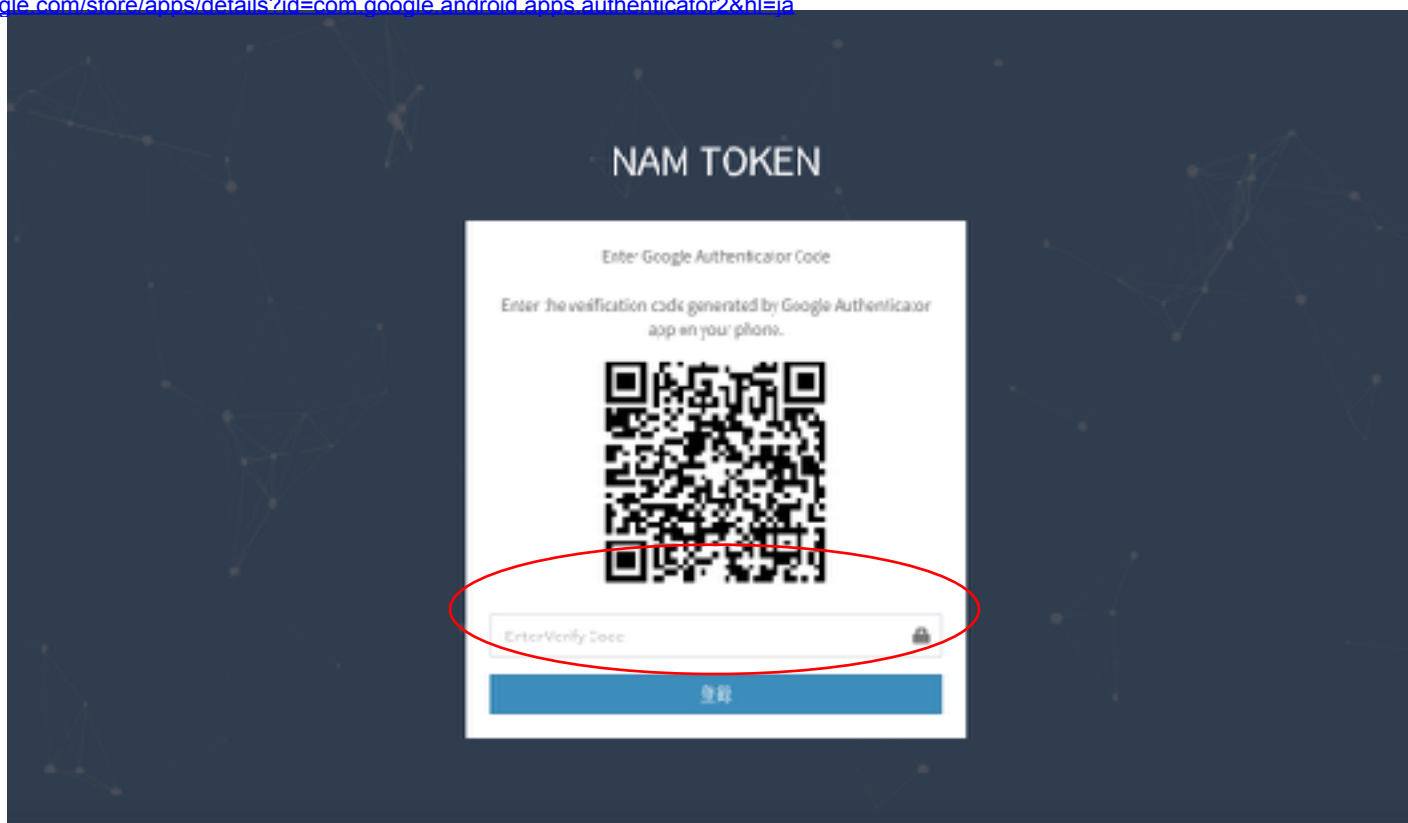 gle.com/store/apps/details?id=com.google.android.apps.authenticator2&hl=ja
NAM TOKEN
Enter Google Authenticator Code
Enter the verification code generated by Google Authenticator
app on your phone.
Enter Verify Code
登録